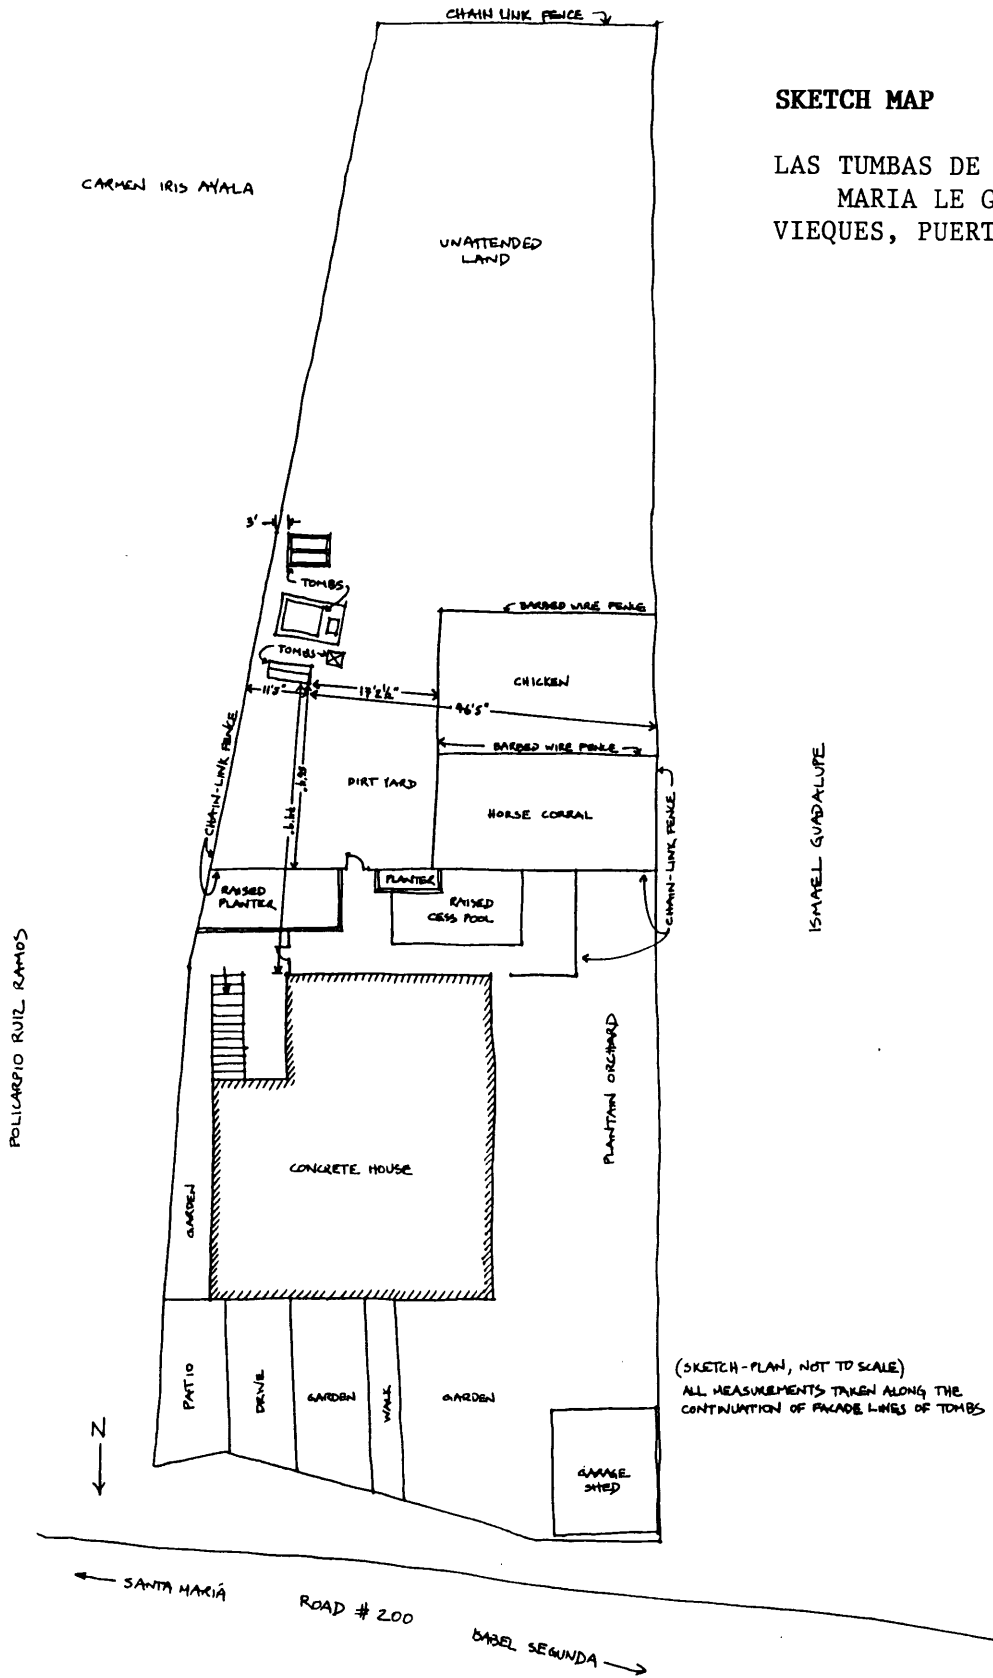 CHAIN LINK FENCE
SKETCH MAP
LAS TUMBAS DE
MARIA LE G
VIEQUES, PUERT
CARMEN IRIS AYALA
UNATTENDED
LAND
3'
TOMBS
BARBED WIRE FENCE
TOMBS
CHICKEN
11'5"
17'2½"
46'5"
BARBED WIRE FENCE
CHAIN-LINK FENCE
DIRT YARD
HORSE CORRAL
CHAIN-LINK FENCE
ISMAEL GUADALUPE
RAISED
PLANTER
PLANTER
RAISED
CESS POOL
POLICARPIO RUIZ RAMOS
PLANTAIN ORCHARD
CONCRETE HOUSE
GARDEN
PATIO
DRIVE
GARDEN
WALK
GARDEN
(SKETCH-PLAN, NOT TO SCALE)
ALL MEASUREMENTS TAKEN ALONG THE
CONTINUATION OF FACADE LINES OF TOMBS
N
GARAGE
SHED
SANTA MARIÁ
ROAD # 200
ISABEL SEGUNDA